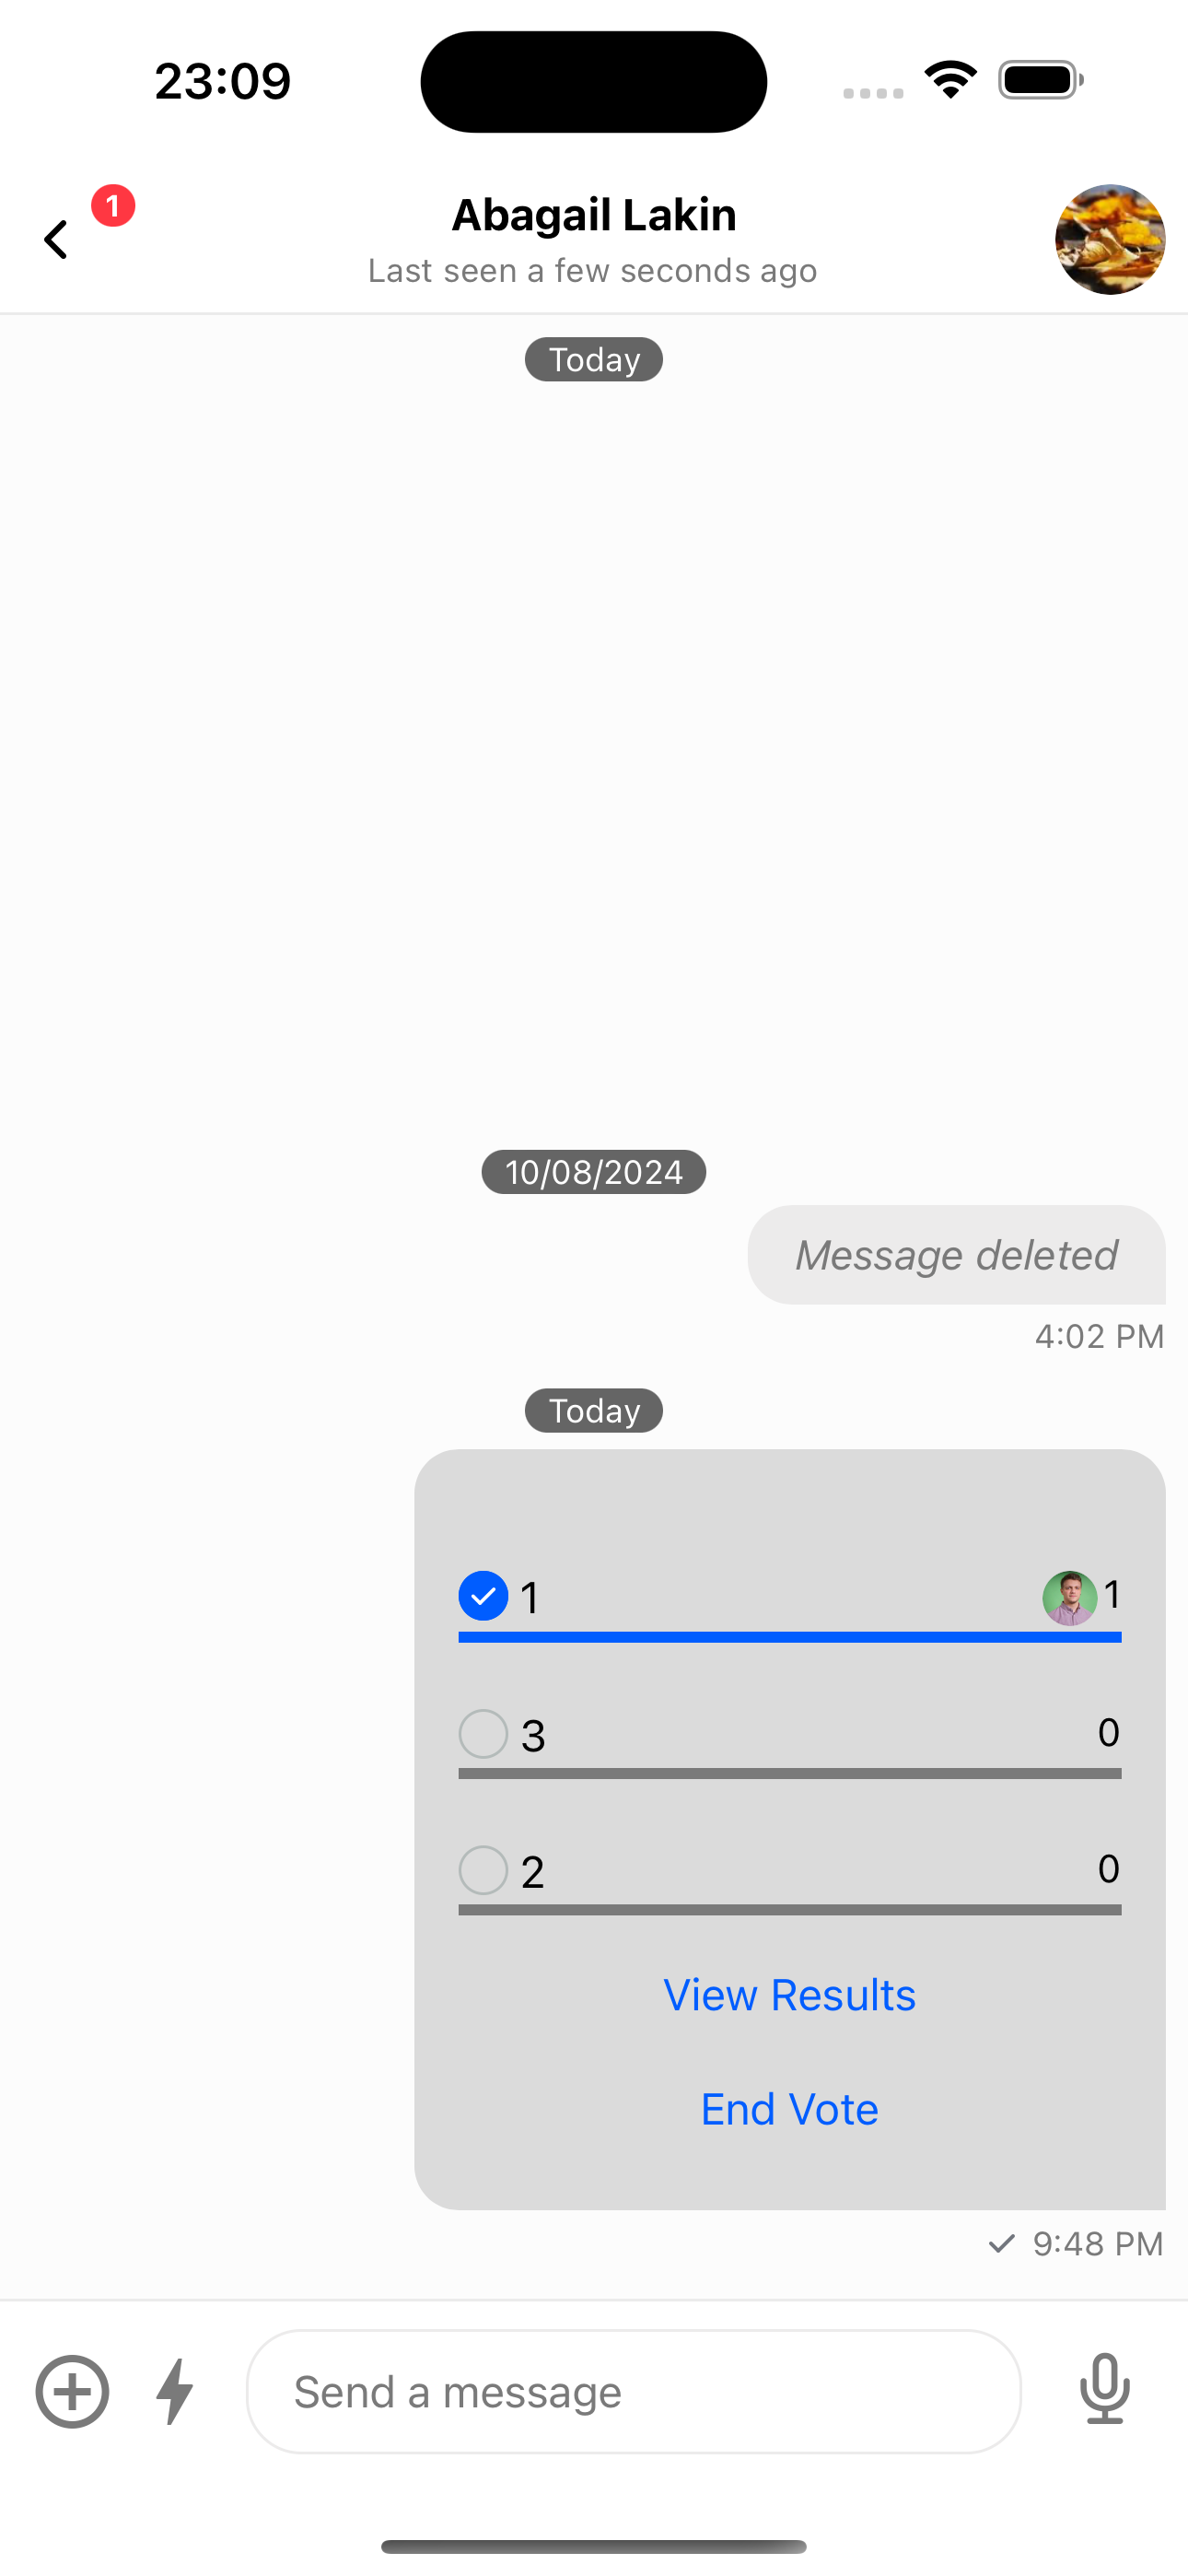 23:09
1
Abagail Lakin
Last seen a few seconds ago
Today
10/08/2024
Message deleted
4:02 PM
Today
1 1
3 0
2 0
View Results
End Vote
9:48 PM
Send a message